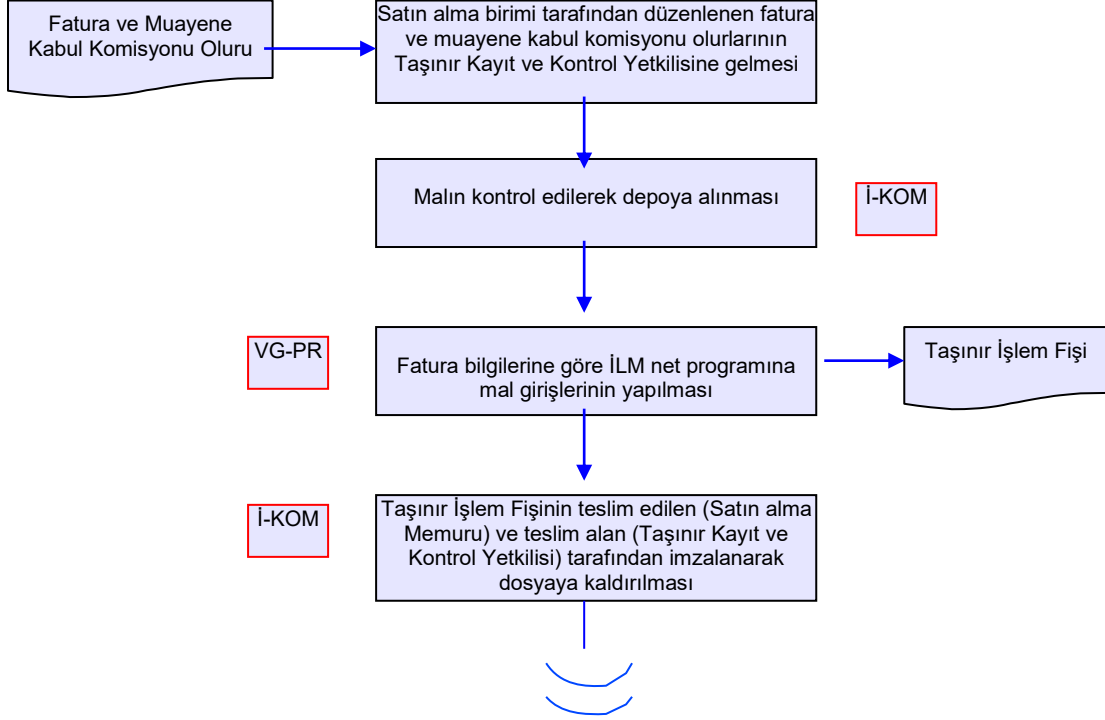 Fatura ve Muayene
Kabul Komisyonu Oluru
Satın alma birimi tarafından düzenlenen fatura
ve muayene kabul komisyonu olurlarının
Taşınır Kayıt ve Kontrol Yetkilisine gelmesi
Malın kontrol edilerek depoya alınması
İ-KOM
VG-PR
Fatura bilgilerine göre İLM net programına
mal girişlerinin yapılması
Taşınır İşlem Fişi
İ-KOM
Taşınır İşlem Fişinin teslim edilen (Satın alma
Memuru) ve teslim alan (Taşınır Kayıt ve
Kontrol Yetkilisi) tarafından imzalanarak
dosyaya kaldırılması